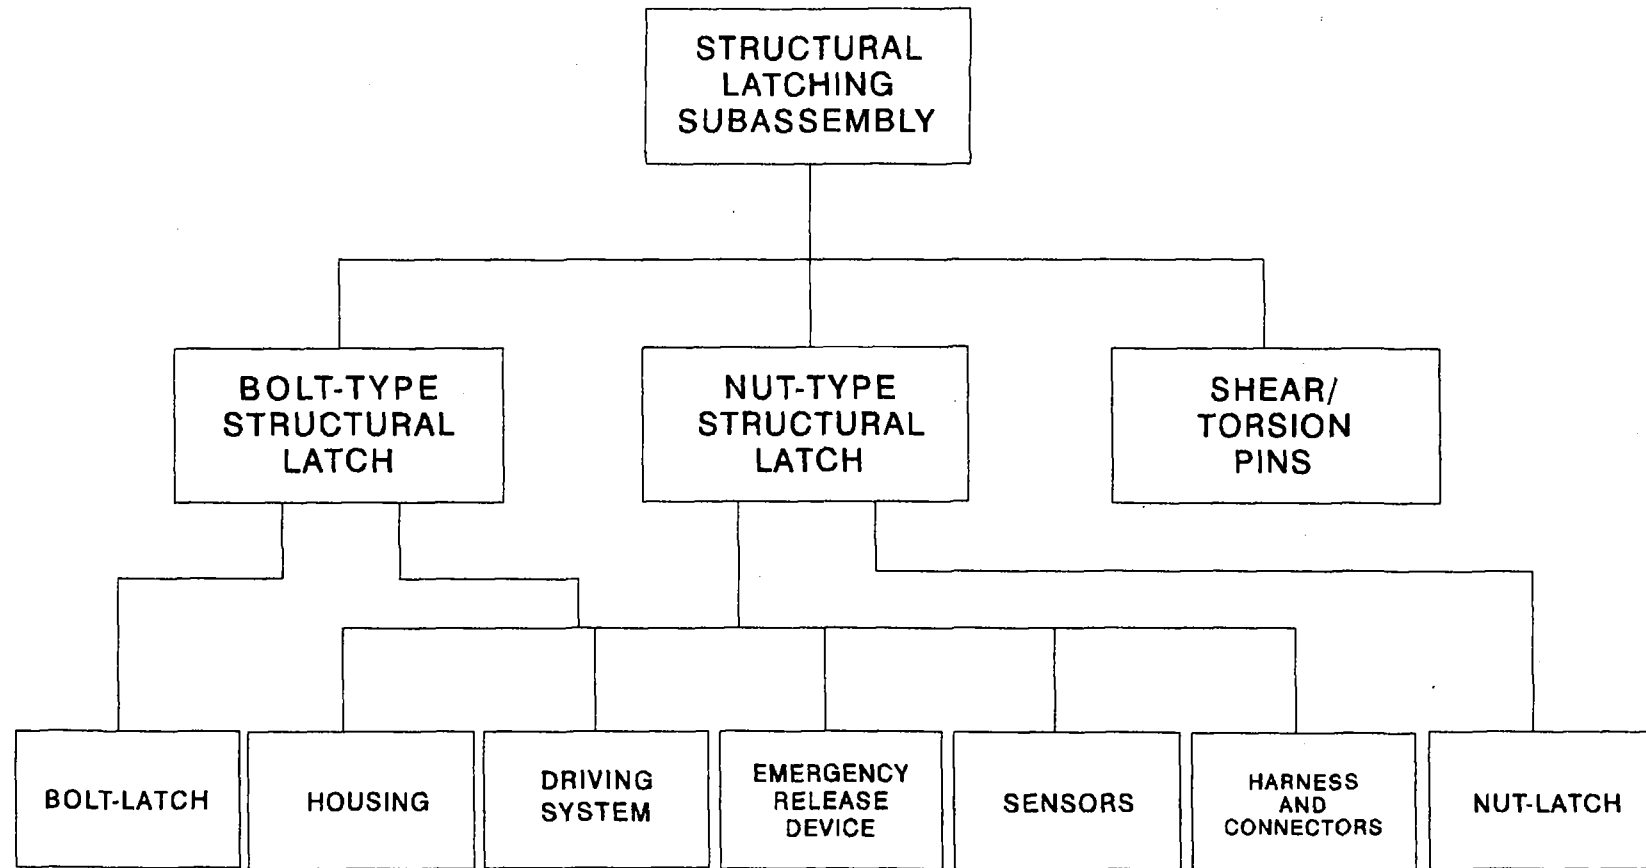 STRUCTURAL
LATCHING
SUBASSEMBLY
BOLT-TYPE
STRUCTURAL
LATCH
NUT-TYPE
STRUCTURAL
LATCH
SHEAR/
TORSION
PINS
BOLT-LATCH
HOUSING
DRIVING
SYSTEM
EMERGENCY
RELEASE
DEVICE
SENSORS
HARNESS
AND
CONNECTORS
NUT-LATCH